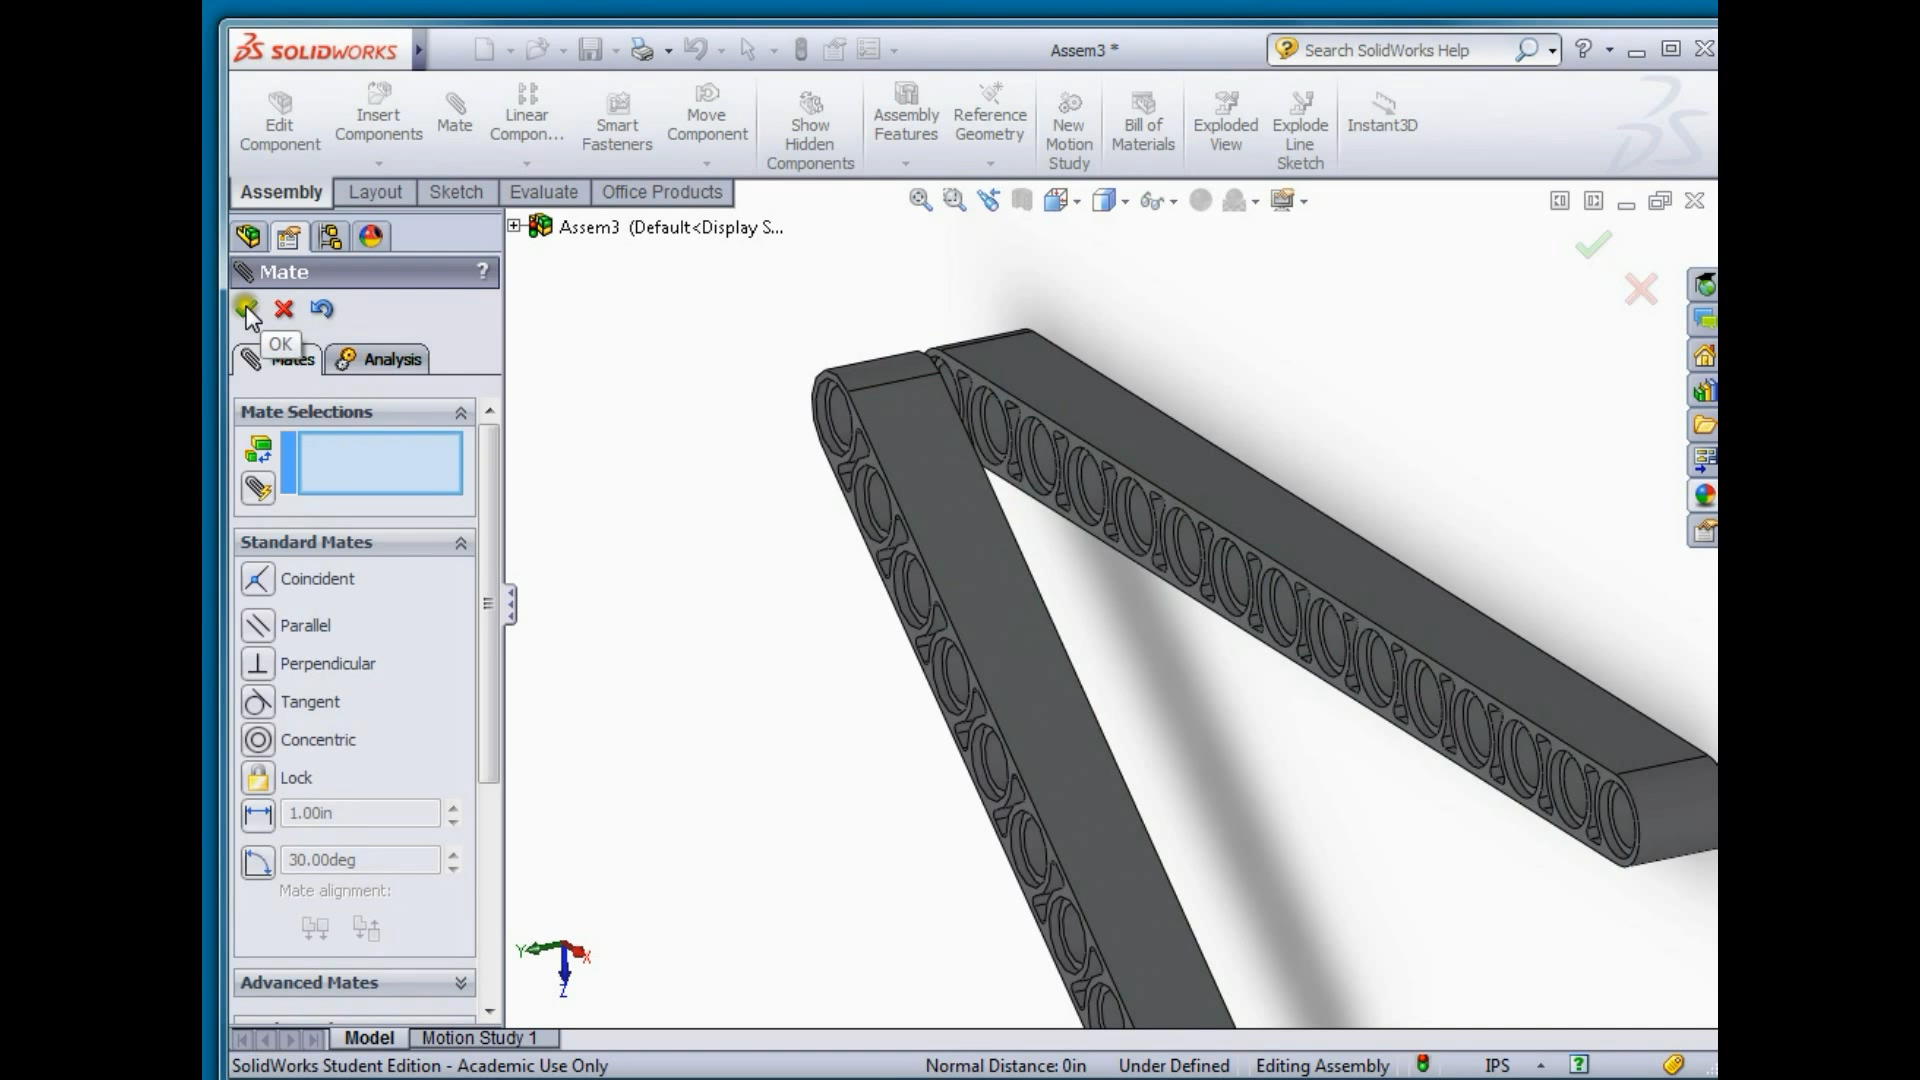 SOLIDWORKS
Assem3 *
Search SolidWorks Help
Edit Component
Insert Components
Mate
Linear Compon...
Smart Fasteners
Move Component
Show Hidden Components
Assembly Features
Reference Geometry
New Motion Study
Bill of Materials
Exploded View
Explode Line Sketch
Instant3D
Assembly
Layout
Sketch
Evaluate
Office Products
Assem3 (Default<Display S...
Mate
?
OK
Mates
Analysis
Mate Selections
Standard Mates
Coincident
Parallel
Perpendicular
Tangent
Concentric
Lock
1.00in
30.00deg
Mate alignment:
Advanced Mates
Y
X
Z
Model
Motion Study 1
SolidWorks Student Edition - Academic Use Only
Normal Distance: 0in
Under Defined
Editing Assembly
IPS
?